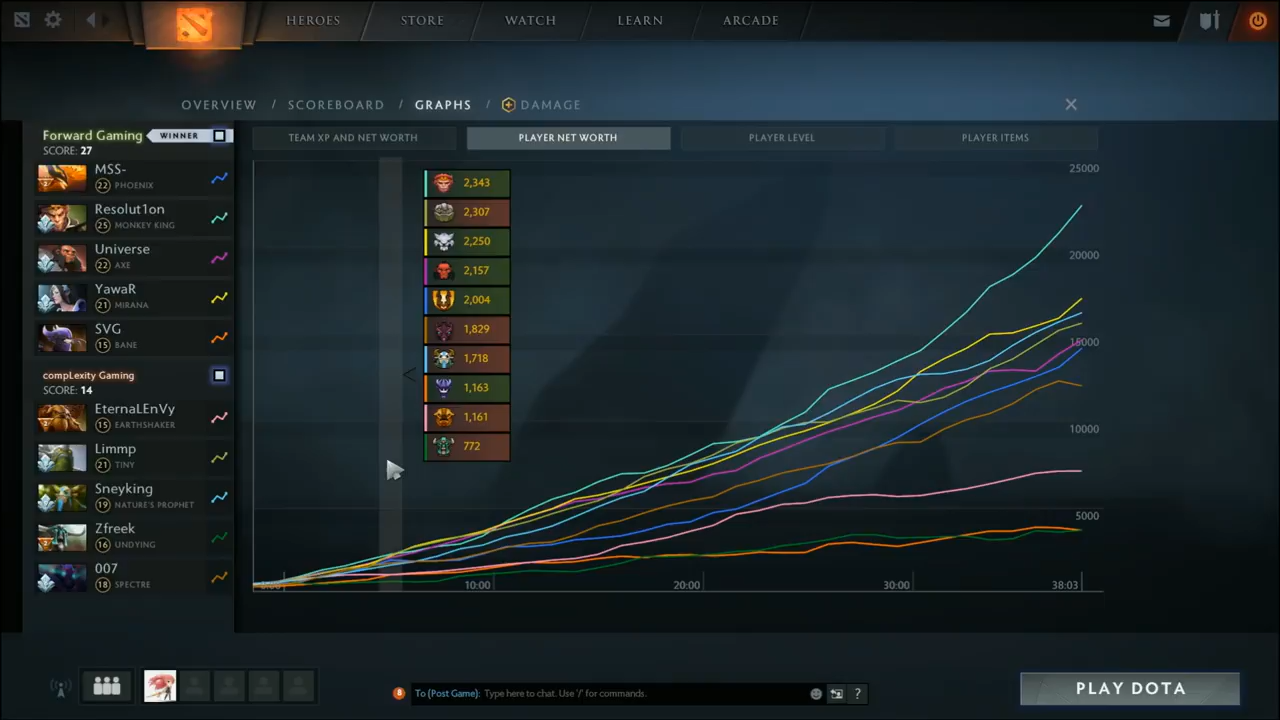 HEROES
STORE
WATCH
LEARN
ARCADE
OVERVIEW / SCOREBOARD / GRAPHS / DAMAGE
Forward Gaming WINNER
SCORE: 27
MSS-
22 PHOENIX
Resolut1on
25 MONKEY KING
Universe
22 AXE
YawaR
21 MIRANA
SVG
15 BANE
compLexity Gaming
SCORE: 14
EternaLEnVy
15 EARTHSHAKER
Limmp
21 TINY
Sneyking
19 NATURE'S PROPHET
Zfreek
16 UNDYING
007
18 SPECTRE
TEAM XP AND NET WORTH
PLAYER NET WORTH
PLAYER LEVEL
PLAYER ITEMS
2,343
2,307
2,250
2,157
2,004
1,829
1,718
1,163
1,161
772
25000
20000
15000
10000
5000
10:00
20:00
30:00
38:03
8 To (Post Game): Type here to chat. Use '/' for commands.
?
PLAY DOTA